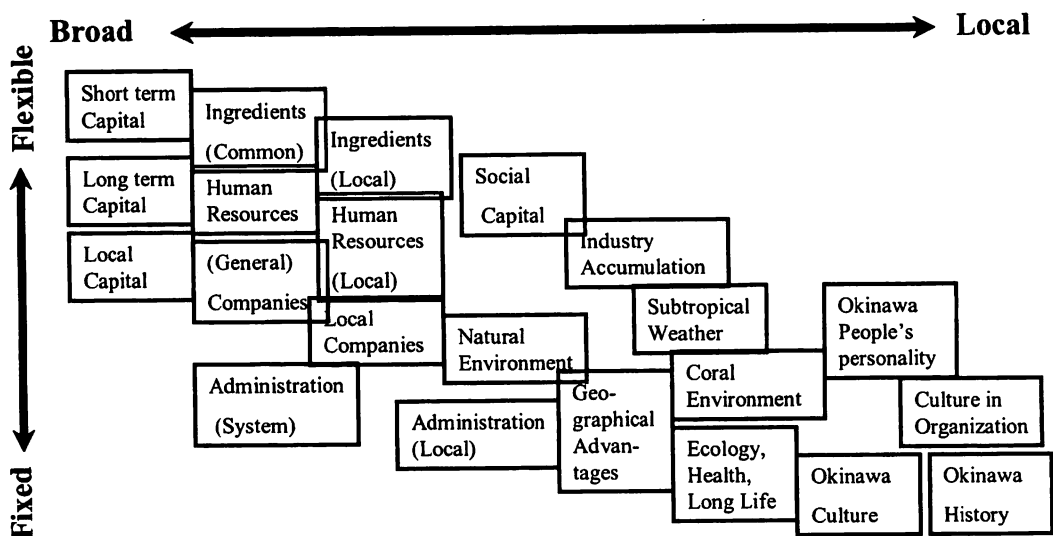 Broad
Local
Flexible
Fixed
Short term
Capital
Ingredients
(Common)
Ingredients
(Local)
Long term
Capital
Human
Resources
Social
Capital
Human
Resources
(Local)
Local
Capital
(General)
Companies
Industry
Accumulation
Subtropical
Weather
Okinawa
People's
personality
Local
Companies
Natural
Environment
Administration
(System)
Coral
Environment
Geo-
graphical
Advan-
tages
Culture in
Organization
Administration
(Local)
Ecology,
Health,
Long Life
Okinawa
Culture
Okinawa
History